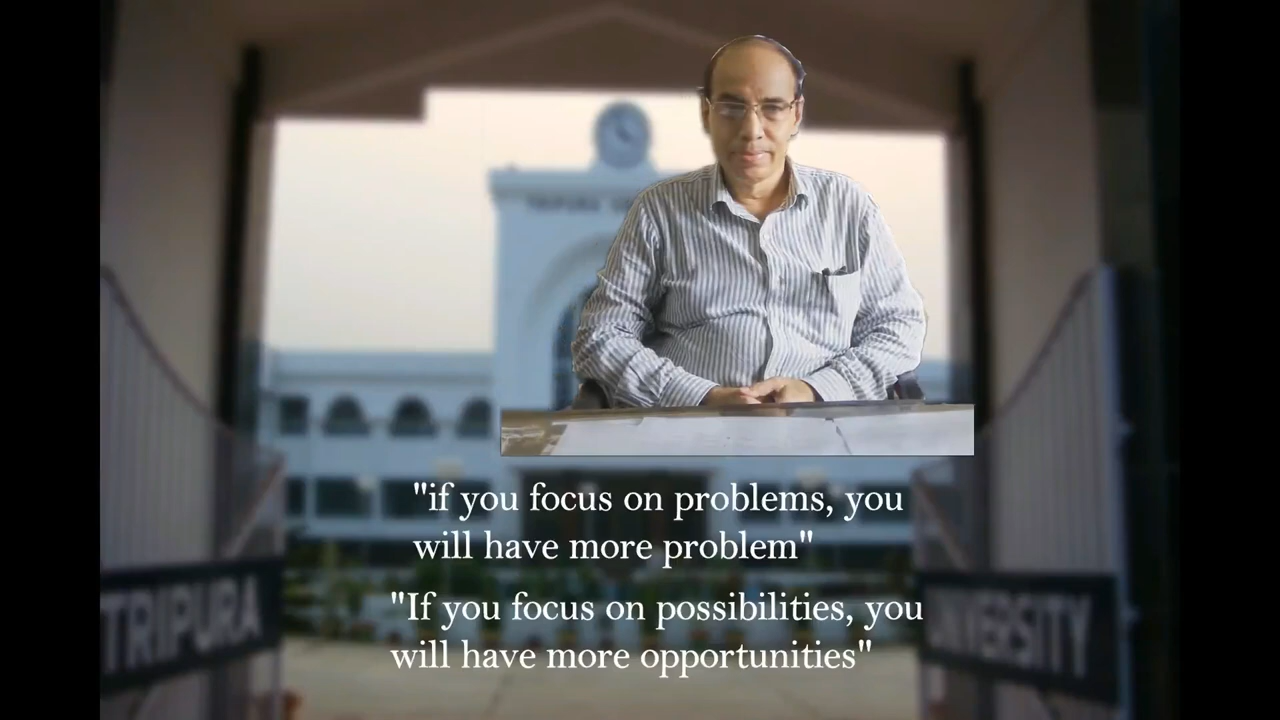 TRIPURA
"if you focus on problems, you
will have more problem"
"If you focus on possibilities, you
will have more opportunities"
TRIPURA
UNIVERSITY